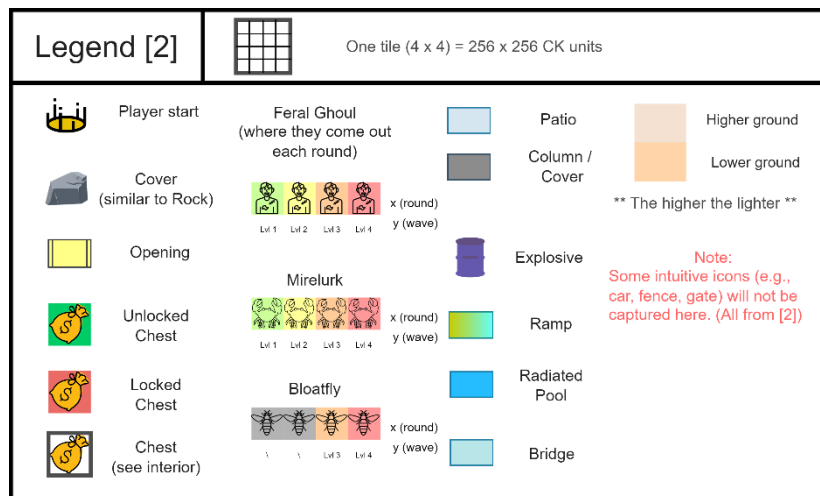 Legend [2]
One tile (4 x 4) = 256 x 256 CK units
Player start
Cover
(similar to Rock)
Opening
Unlocked
Chest
Locked
Chest
Chest
(see interior)
Feral Ghoul
(where they come out
each round)
x (round)
y (wave)
Lvl 1 Lvl 2 Lvl 3 Lvl 4
Mirelurk
x (round)
y (wave)
Lvl 1 Lvl 2 Lvl 3 Lvl 4
Bloatfly
x (round)
y (wave)
\ \ Lvl 3 Lvl 4
Patio
Column /
Cover
Explosive
Ramp
Radiated
Pool
Bridge
Higher ground
Lower ground
** The higher the lighter **
Note:
Some intuitive icons (e.g.,
car, fence, gate) will not be
captured here. (All from [2])